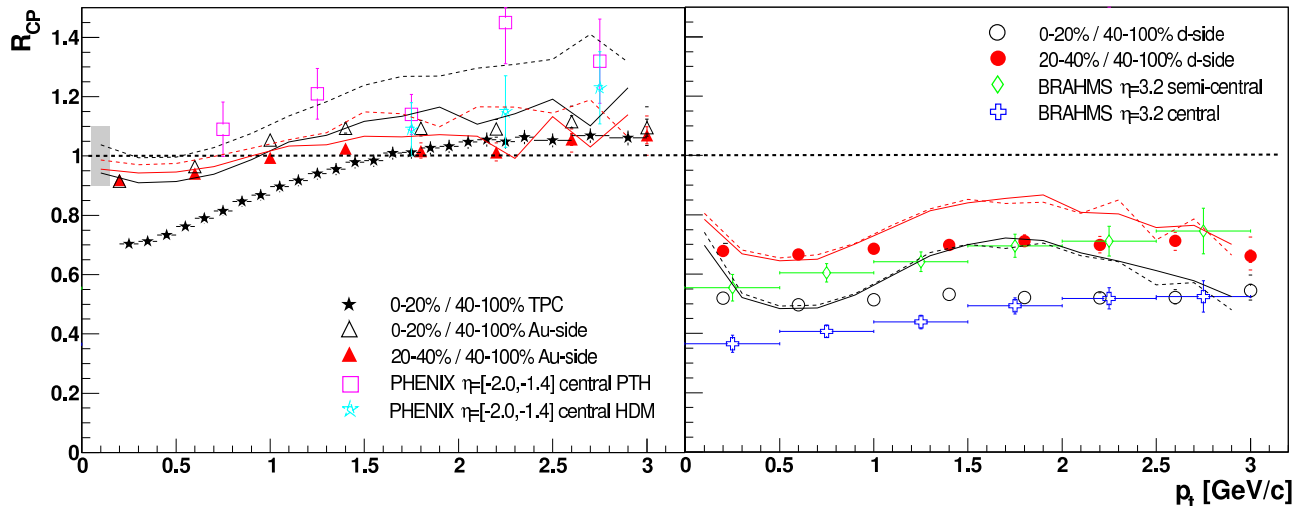 R_CP
1.4
1.2
1
0.8
0.6
0.4
0.2
0
0 0.5 1 1.5 2 2.5 3
0-20% / 40-100% TPC
0-20% / 40-100% Au-side
20-40% / 40-100% Au-side
PHENIX η=[-2.0,-1.4] central PTH
PHENIX η=[-2.0,-1.4] central HDM
0-20% / 40-100% d-side
20-40% / 40-100% d-side
BRAHMS η=3.2 semi-central
BRAHMS η=3.2 central
0 0.5 1 1.5 2 2.5 3
p_t [GeV/c]